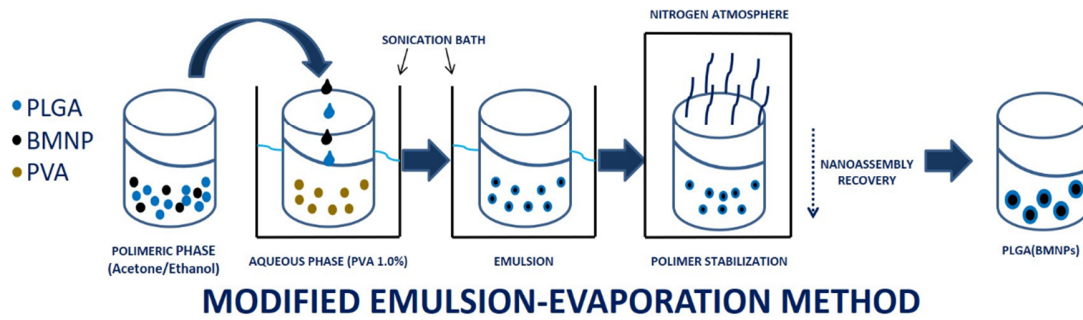 NITROGEN ATMOSPHERE
SONICATION BATH
PLGA
BMNP
PVA
NANOASSEMBLY
RECOVERY
POLIMERIC PHASE
(Acetone/Ethanol)
AQUEOUS PHASE (PVA 1.0%)
EMULSION
POLIMER STABILIZATION
PLGA(BMNPs)
MODIFIED EMULSION-EVAPORATION METHOD